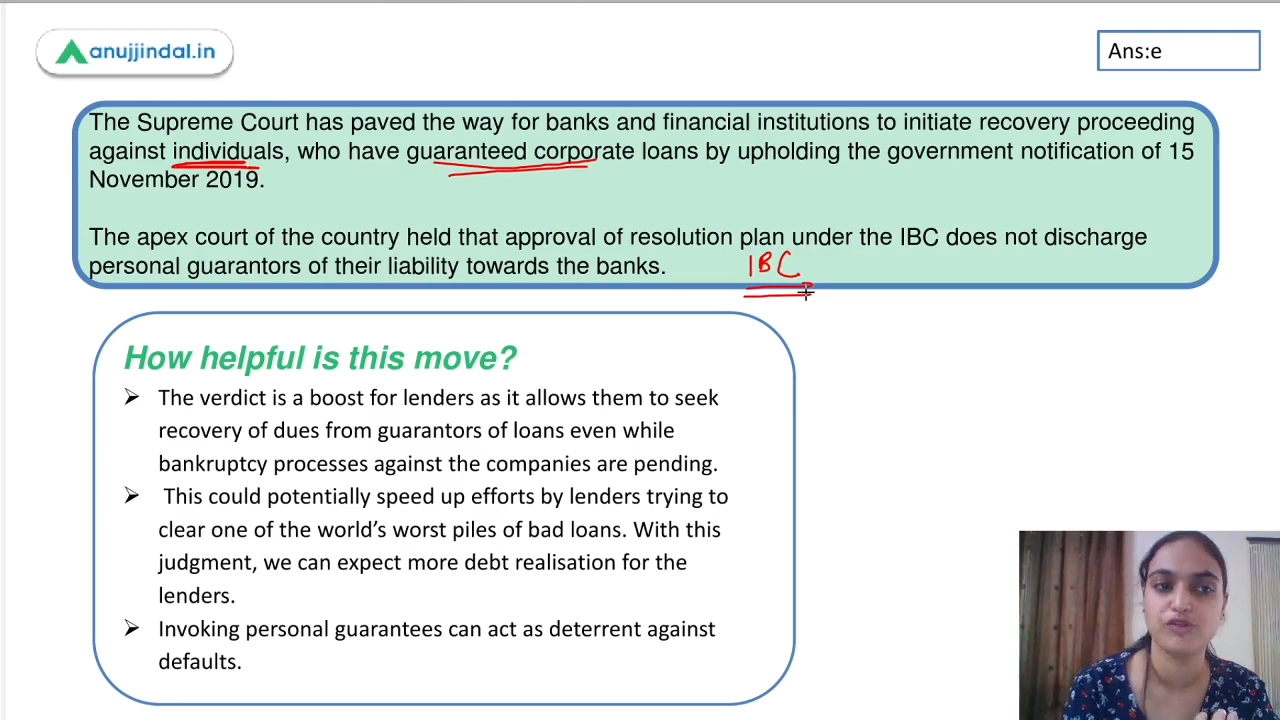 anujjindal.in
Ans:e
The Supreme Court has paved the way for banks and financial institutions to initiate recovery proceeding
against individuals, who have guaranteed corporate loans by upholding the government notification of 15
November 2019.
The apex court of the country held that approval of resolution plan under the IBC does not discharge
personal guarantors of their liability towards the banks.
IBC
How helpful is this move?
➢ The verdict is a boost for lenders as it allows them to seek
recovery of dues from guarantors of loans even while
bankruptcy processes against the companies are pending.
➢ This could potentially speed up efforts by lenders trying to
clear one of the world’s worst piles of bad loans. With this
judgment, we can expect more debt realisation for the
lenders.
➢ Invoking personal guarantees can act as deterrent against
defaults.